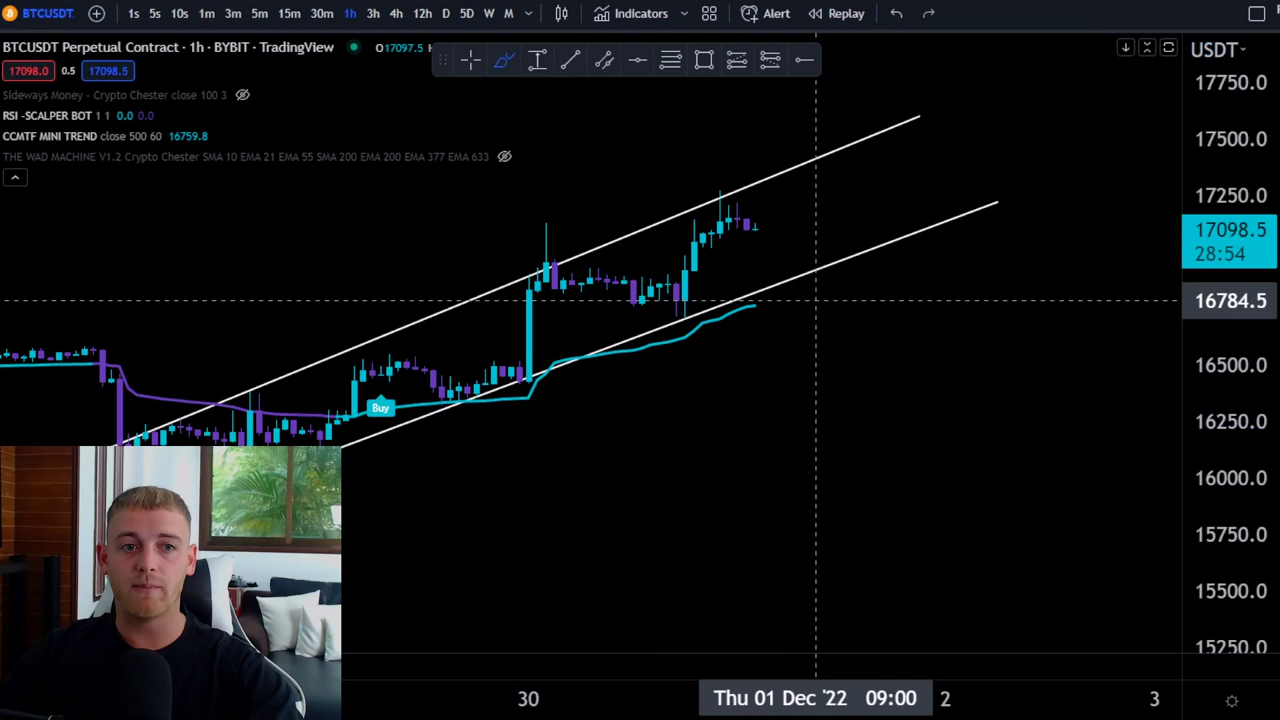 BTCUSDT 1s 5s 10s 1m 3m 5m 15m 30m 1h 3h 4h 12h D 5D W M Indicators Alert Replay
BTCUSDT Perpetual Contract · 1h · BYBIT · TradingView O17097.5 H
17098.0 0.5 17098.5
Sideways Money - Crypto Chester close 100 3
RSI -SCALPER BOT 1 1 0.0 0.0
CCMTF MINI TREND close 500 60 16759.8
THE WAD MACHINE V1.2 Crypto Chester SMA 10 EMA 21 EMA 55 SMA 200 EMA 200 EMA 377 EMA 633
USDT
17750.0
17500.0
17250.0
17098.5
28:54
16784.5
16500.0
16250.0
16000.0
15750.0
15500.0
15250.0
Buy
30 Thu 01 Dec '22 09:00 2 3